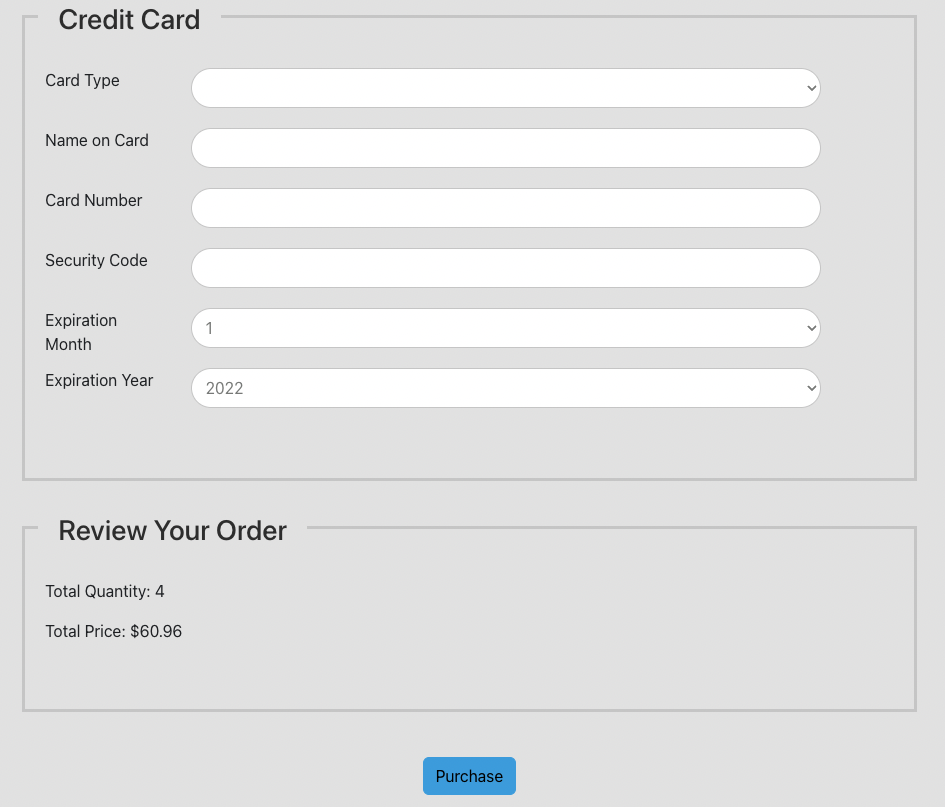 Credit Card
Card Type
Name on Card
Card Number
Security Code
Expiration
Month
1
Expiration Year
2022
Review Your Order
Total Quantity: 4
Total Price: $60.96
Purchase